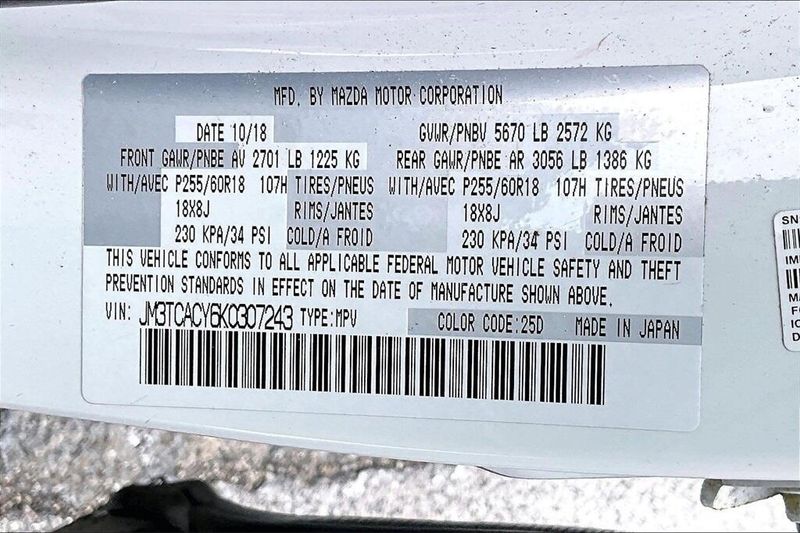 MFD. BY MAZDA MOTOR CORPORATION
DATE 10/18 GVWR/PNBV 5670 LB 2572 KG
FRONT GAWR/PNBE AV 2701 LB 1225 KG REAR GAWR/PNBE AR 3056 LB 1386 KG
WITH/AVEC P255/60R18 107H TIRES/PNEUS WITH/AVEC P255/60R18 107H TIRES/PNEUS
18X8J RIMS/JANTES 18X8J RIMS/JANTES
230 KPA/34 PSI COLD/A FROID 230 KPA/34 PSI COLD/A FROID
THIS VEHICLE CONFORMS TO ALL APPLICABLE FEDERAL MOTOR VEHICLE SAFETY AND THEFT
PREVENTION STANDARDS IN EFFECT ON THE DATE OF MANUFACTURE SHOWN ABOVE.
VIN: JM3TCACY6K0307243 TYPE:MPV COLOR CODE:25D MADE IN JAPAN
SN